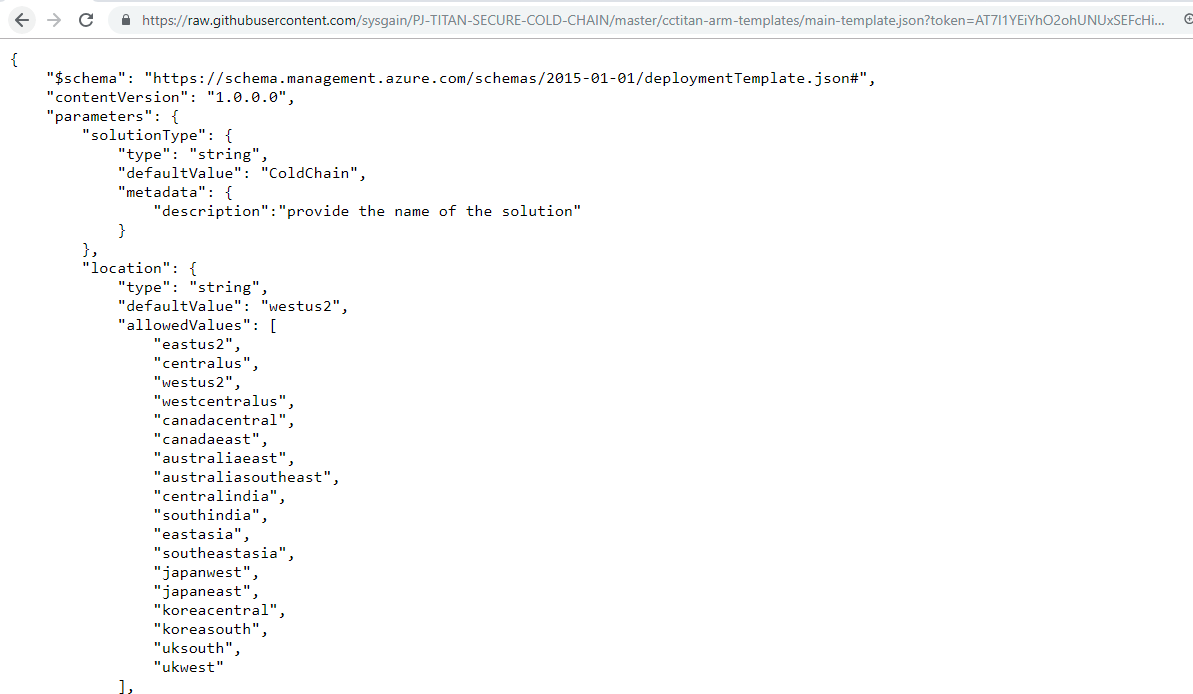 https://raw.githubusercontent.com/sysgain/PJ-TITAN-SECURE-COLD-CHAIN/master/cctitan-arm-templates/main-template.json?token=AT7I1YEiYhO2ohUNUxSEFcHi...
{
    "$schema": "https://schema.management.azure.com/schemas/2015-01-01/deploymentTemplate.json#",
    "contentVersion": "1.0.0.0",
    "parameters": {
        "solutionType": {
            "type": "string",
            "defaultValue": "ColdChain",
            "metadata": {
                "description":"provide the name of the solution"
            }
        },
        "location": {
            "type": "string",
            "defaultValue": "westus2",
            "allowedValues": [
                "eastus2",
                "centralus",
                "westus2",
                "westcentralus",
                "canadacentral",
                "canadaeast",
                "australiaeast",
                "australiasoutheast",
                "centralindia",
                "southindia",
                "eastasia",
                "southeastasia",
                "japanwest",
                "japaneast",
                "koreacentral",
                "koreasouth",
                "uksouth",
                "ukwest"
            ],